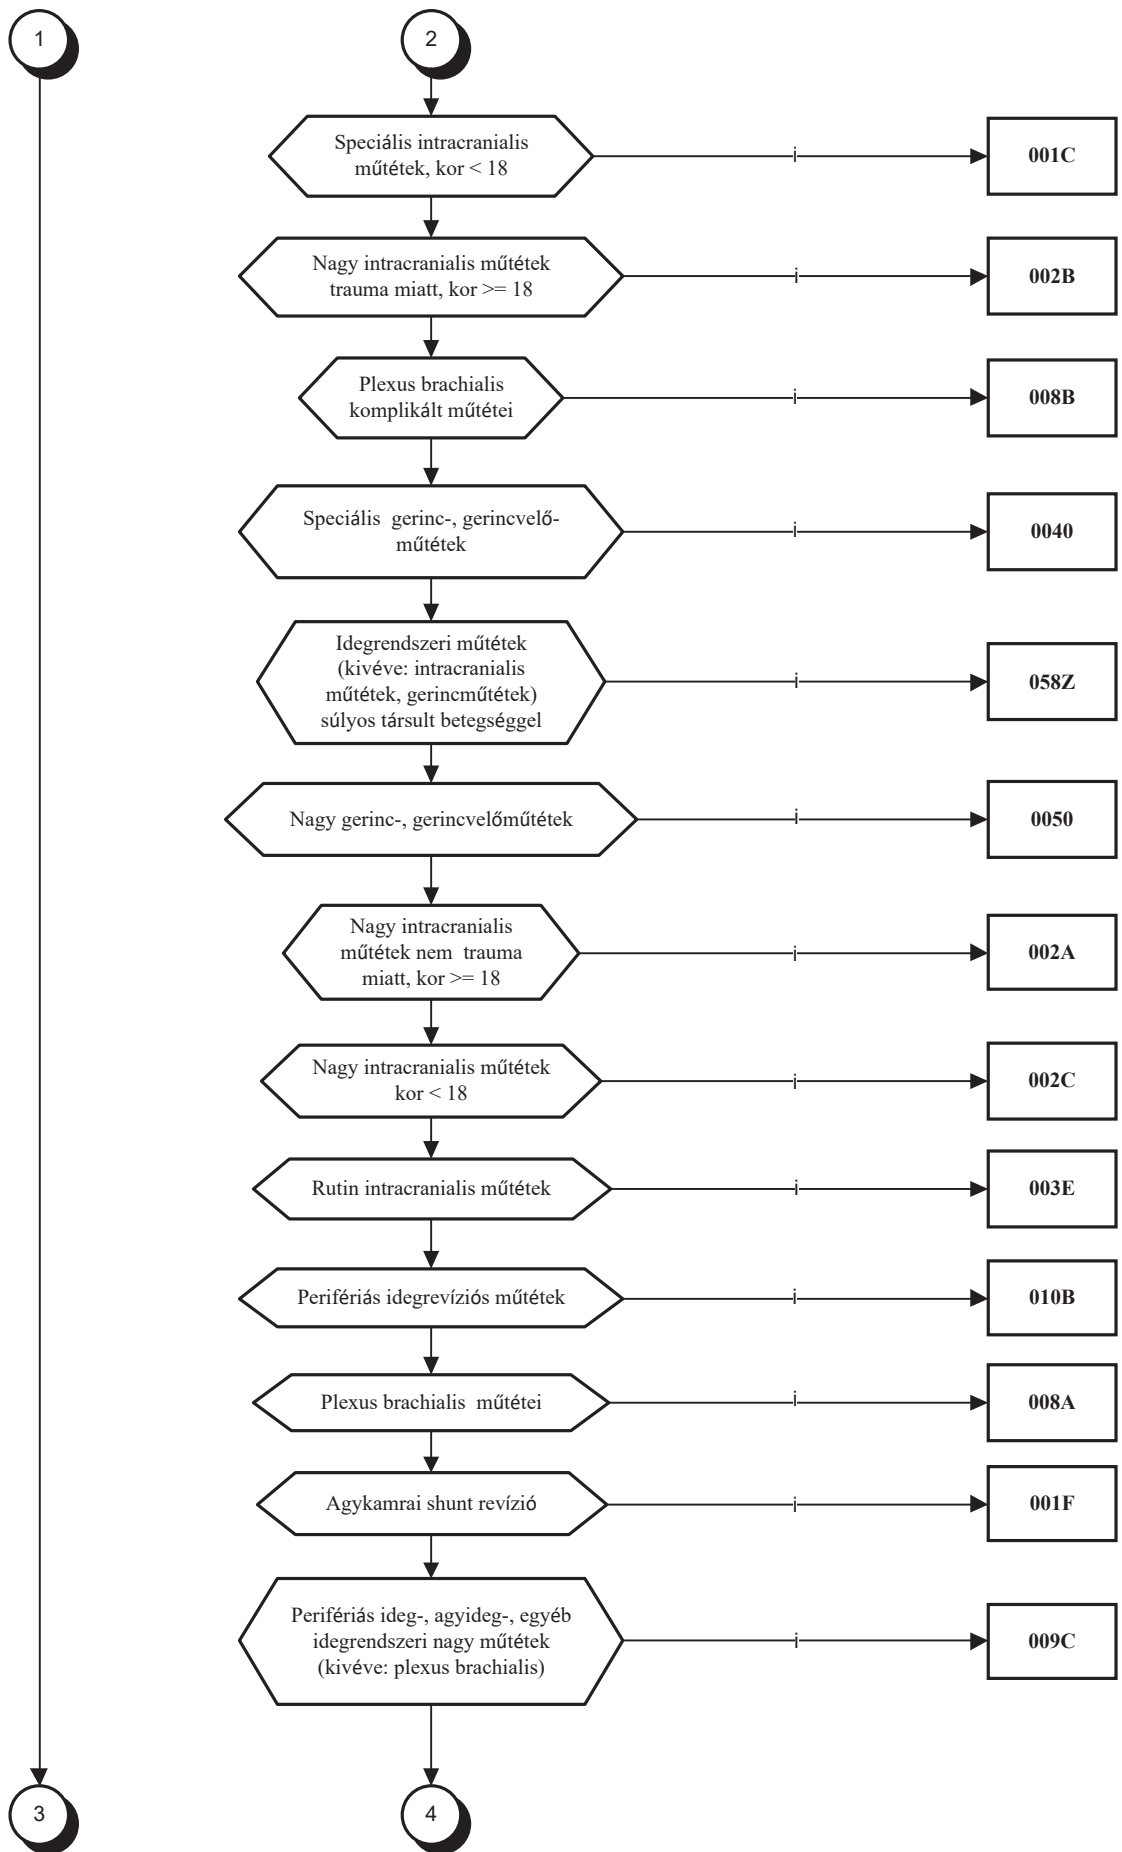 1
2
Speciális intracranialis
műtétek, kor < 18
i
001C
Nagy intracranialis műtétek
trauma miatt, kor >= 18
i
002B
Plexus brachialis
komplikált műtétei
i
008B
Speciális gerinc-, gerincvelő-
műtétek
i
0040
Idegrendszeri műtétek
(kivéve: intracranialis
műtétek, gerincműtétek)
súlyos társult betegséggel
i
058Z
Nagy gerinc-, gerincvelőműtétek
i
0050
Nagy intracranialis
műtétek nem trauma
miatt, kor >= 18
i
002A
Nagy intracranialis műtétek
kor < 18
i
002C
Rutin intracranialis műtétek
i
003E
Perifériás idegrevíziós műtétek
i
010B
Plexus brachialis műtétei
i
008A
Agykamrai shunt revízió
i
001F
Perifériás ideg-, agyideg-, egyéb
idegrendszeri nagy műtétek
(kivéve: plexus brachialis)
i
009C
3
4